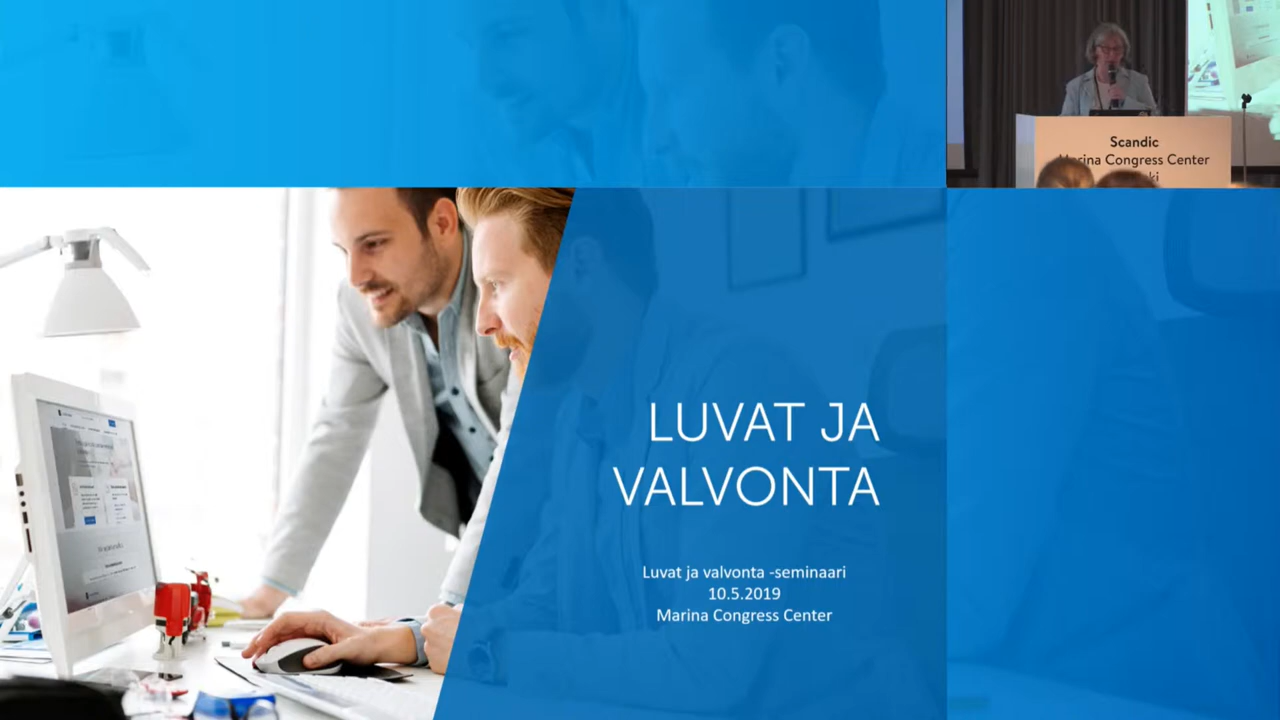 Scandic
Marina Congress Center
LUVAT JA
VALVONTA
Luvat ja valvonta -seminaari
10.5.2019
Marina Congress Center